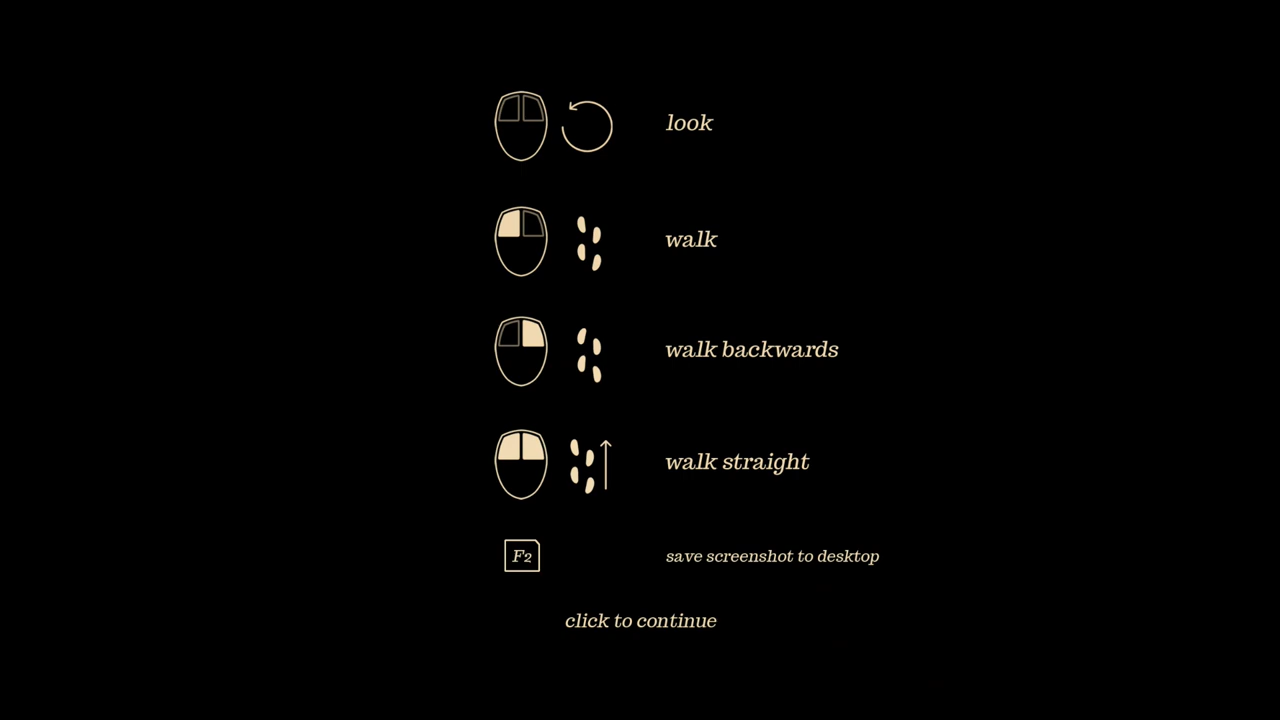 look
walk
walk backwards
walk straight
F2 save screenshot to desktop
click to continue